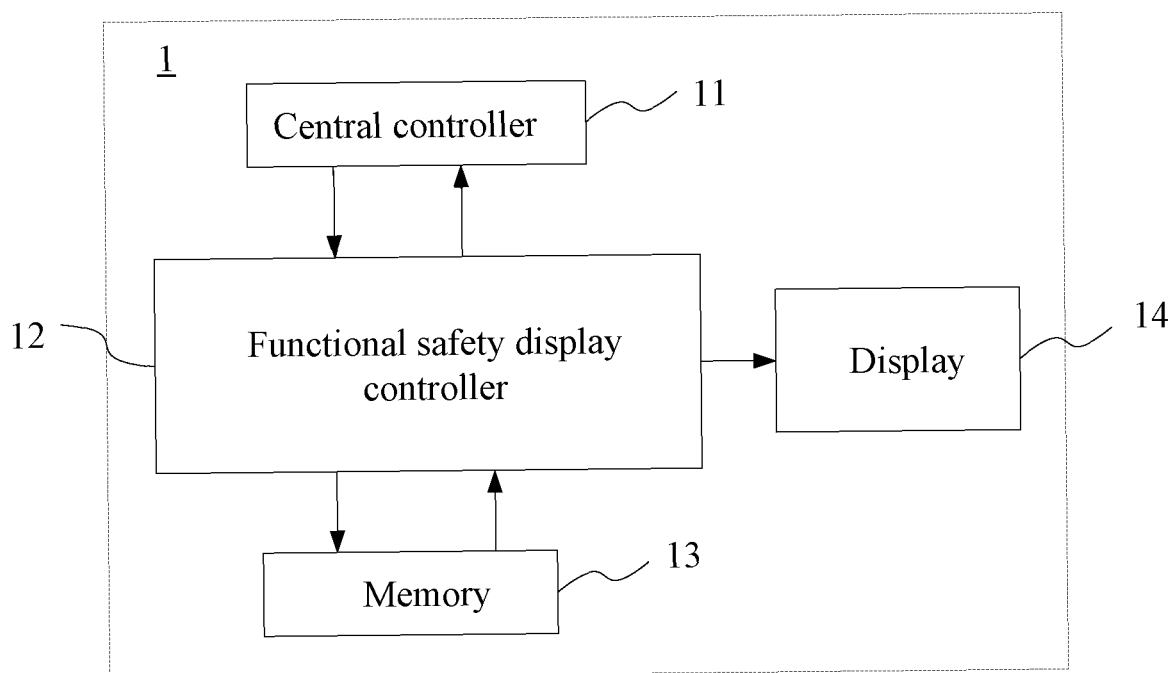 1
11
Central controller
12
Functional safety display
controller
14
Display
13
Memory